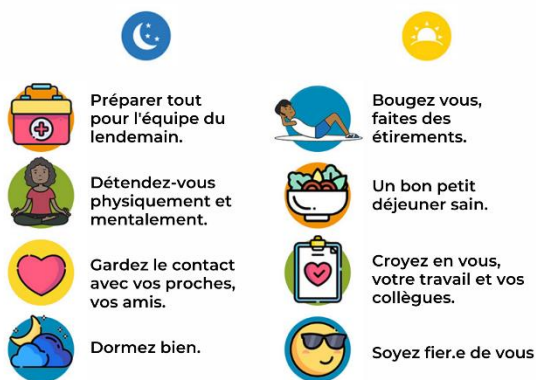 Préparer tout
pour l'équipe du
lendemain.
Détendez-vous
physiquement et
mentalement.
Gardez le contact
avec vos proches,
vos amis.
Dormez bien.
Bougez vous,
faites des
étirements.
Un bon petit
déjeuner sain.
Croyez en vous,
votre travail et vos
collègues.
Soyez fier.e de vous